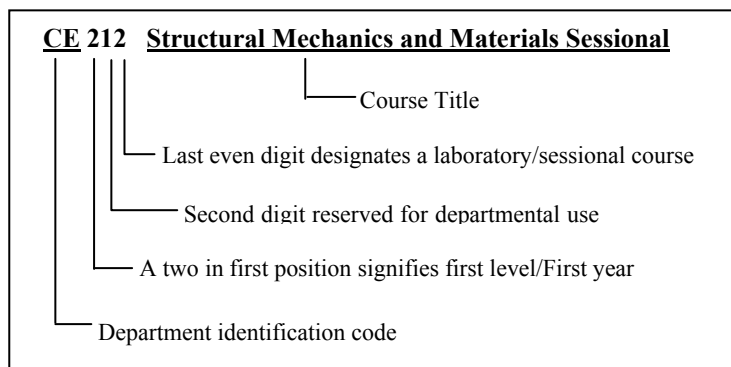 CE 212 Structural Mechanics and Materials Sessional
Course Title
Last even digit designates a laboratory/sessional course
Second digit reserved for departmental use
A two in first position signifies first level/First year
Department identification code